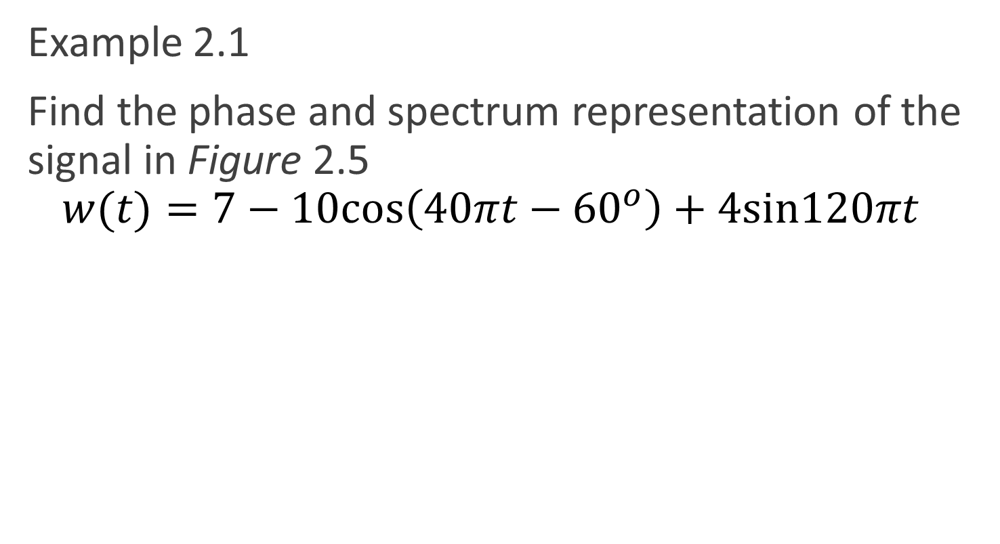 Example 2.1
Find the phase and spectrum representation of the
signal in Figure 2.5
w(t) = 7 − 10cos(40πt − 60º) + 4sin120πt